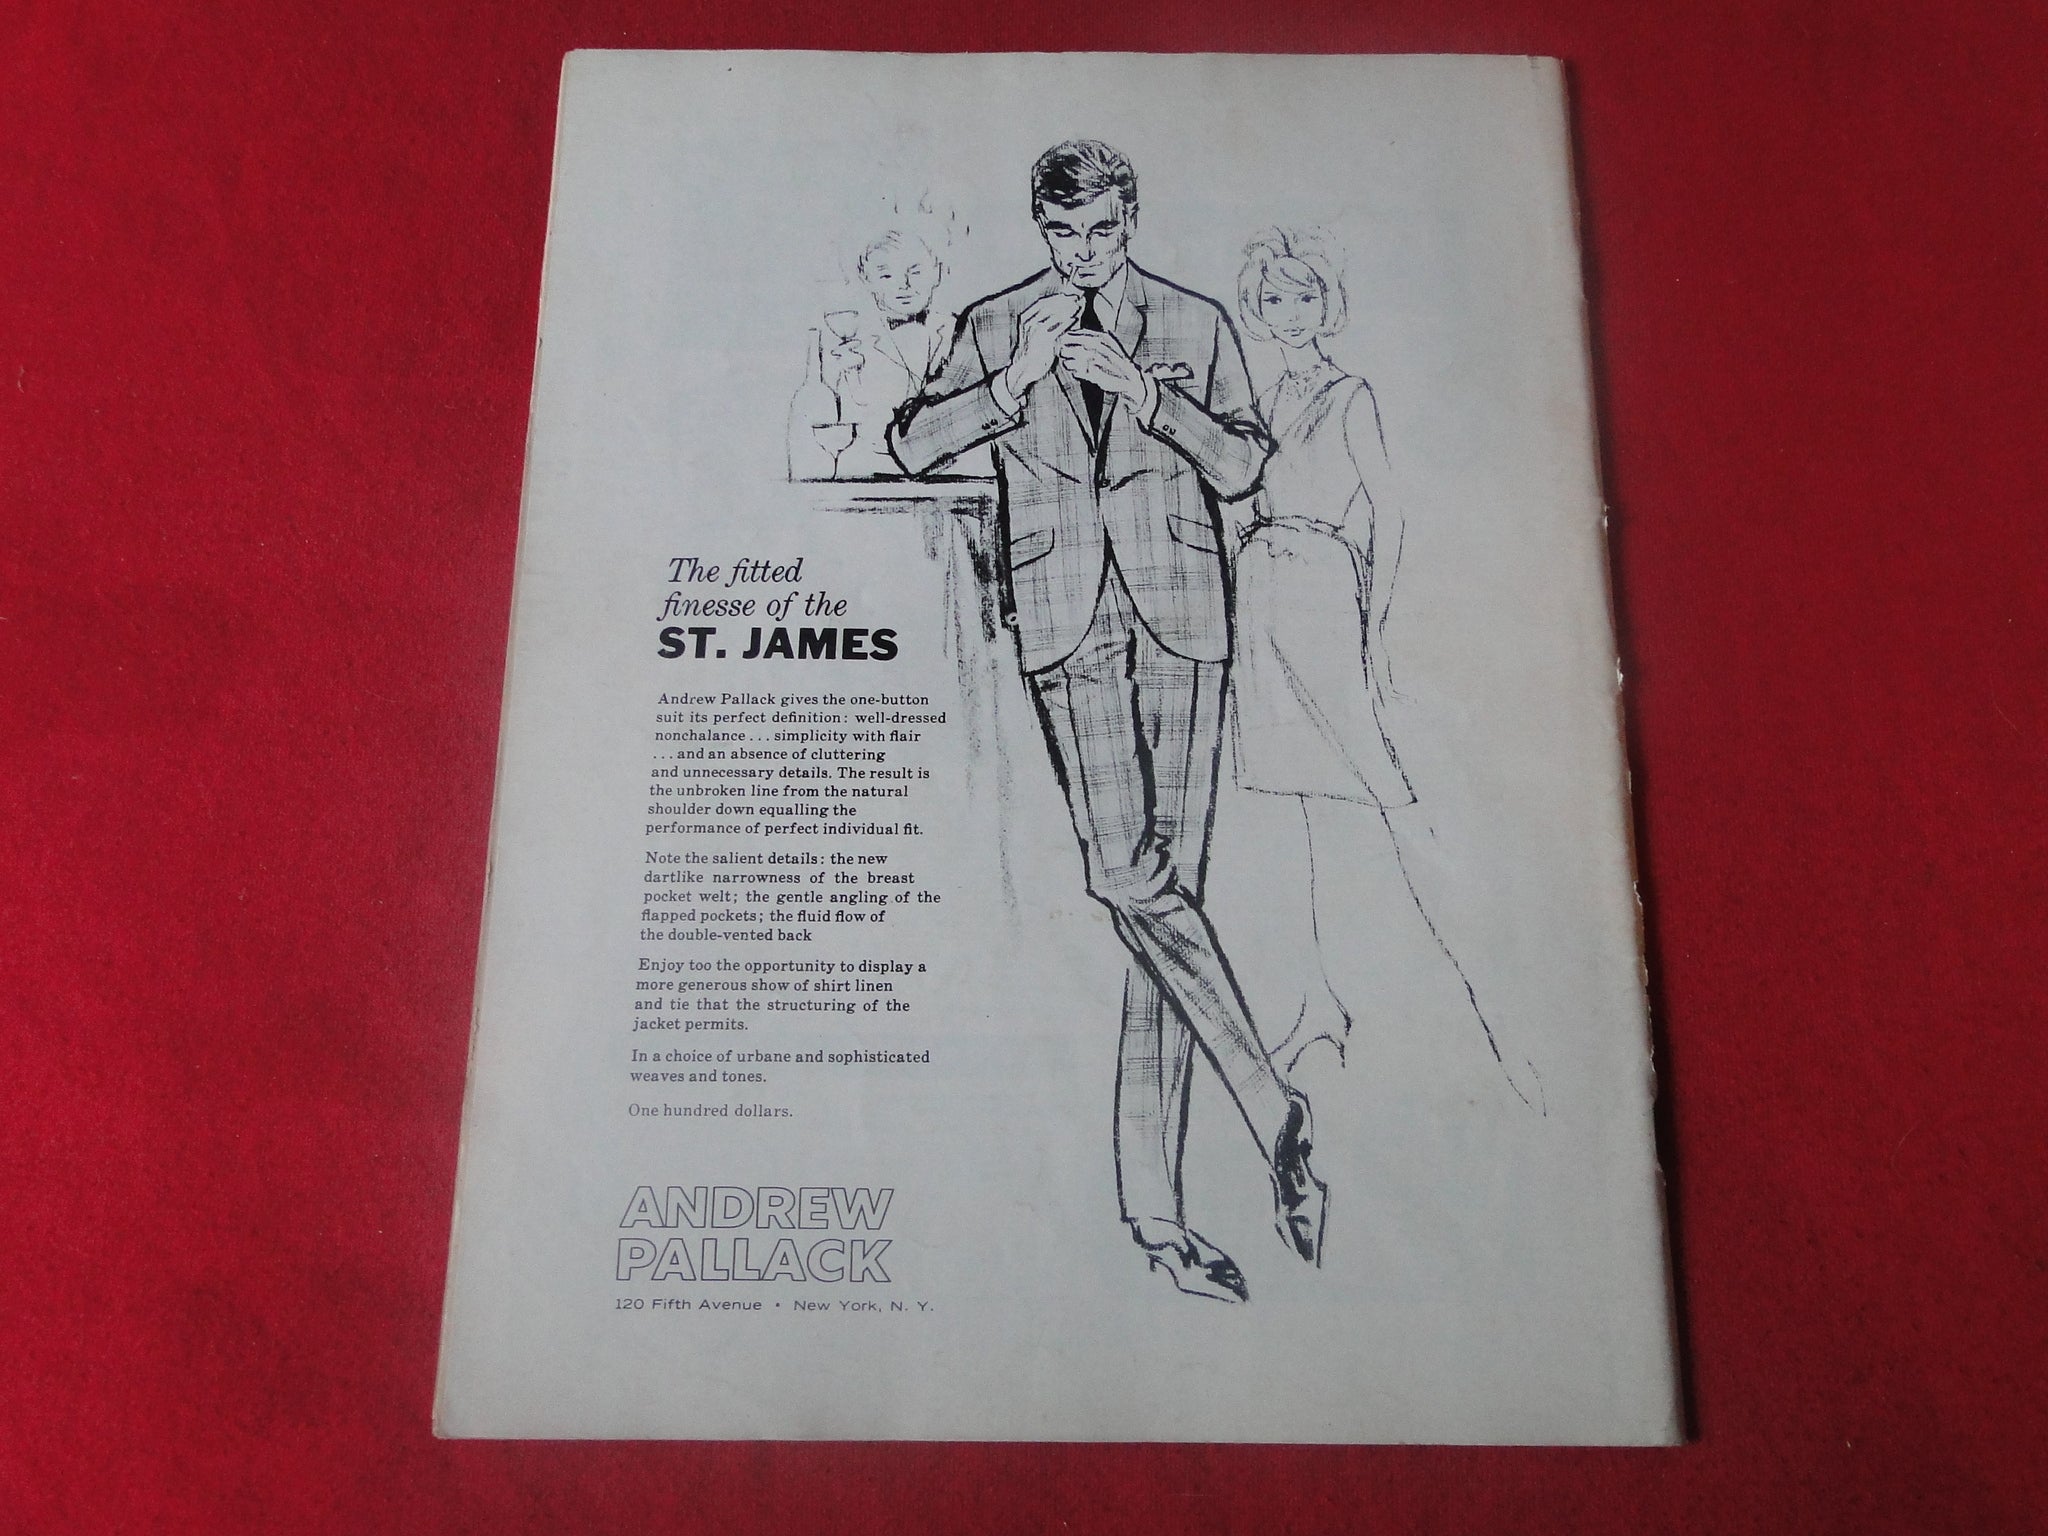 The fitted
finesse of the
ST. JAMES
Andrew Pallack gives the one-button
suit its perfect definition: well-dressed
nonchalance . . . simplicity with flair
. . . and an absence of cluttering
and unnecessary details. The result is
the unbroken line from the natural
shoulder down equalling the
performance of perfect individual fit.
Note the salient details: the new
dartlike narrowness of the breast
pocket welt; the gentle angling of the
flapped pockets; the fluid flow of
the double-vented back
Enjoy too the opportunity to display a
more generous show of shirt linen
and tie that the structuring of the
jacket permits.
In a choice of urbane and sophisticated
weaves and tones.
One hundred dollars.
ANDREW
PALLACK
120 Fifth Avenue • New York, N. Y.